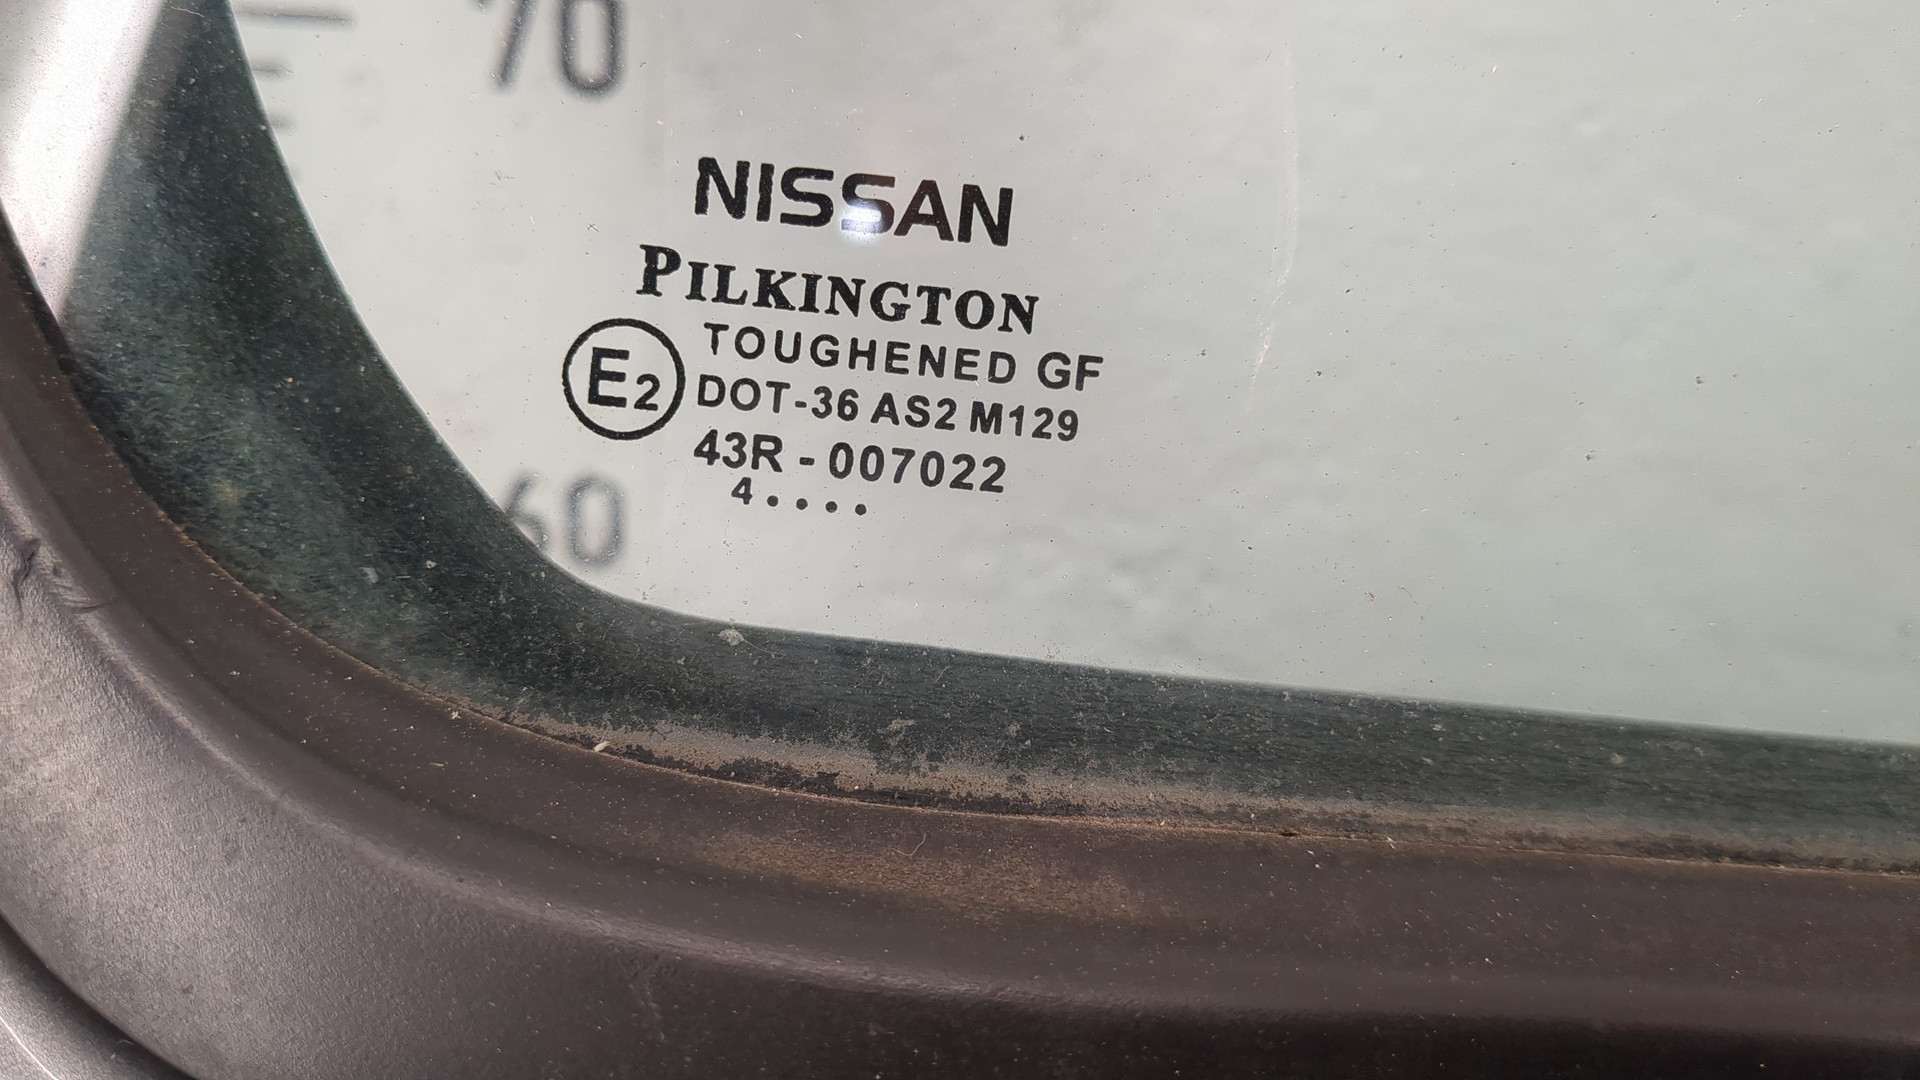 70
NISSAN
PILKINGTON
TOUGHENED GF
E2
DOT-36 AS2 M129
43R - 007022
4 . . . .
60